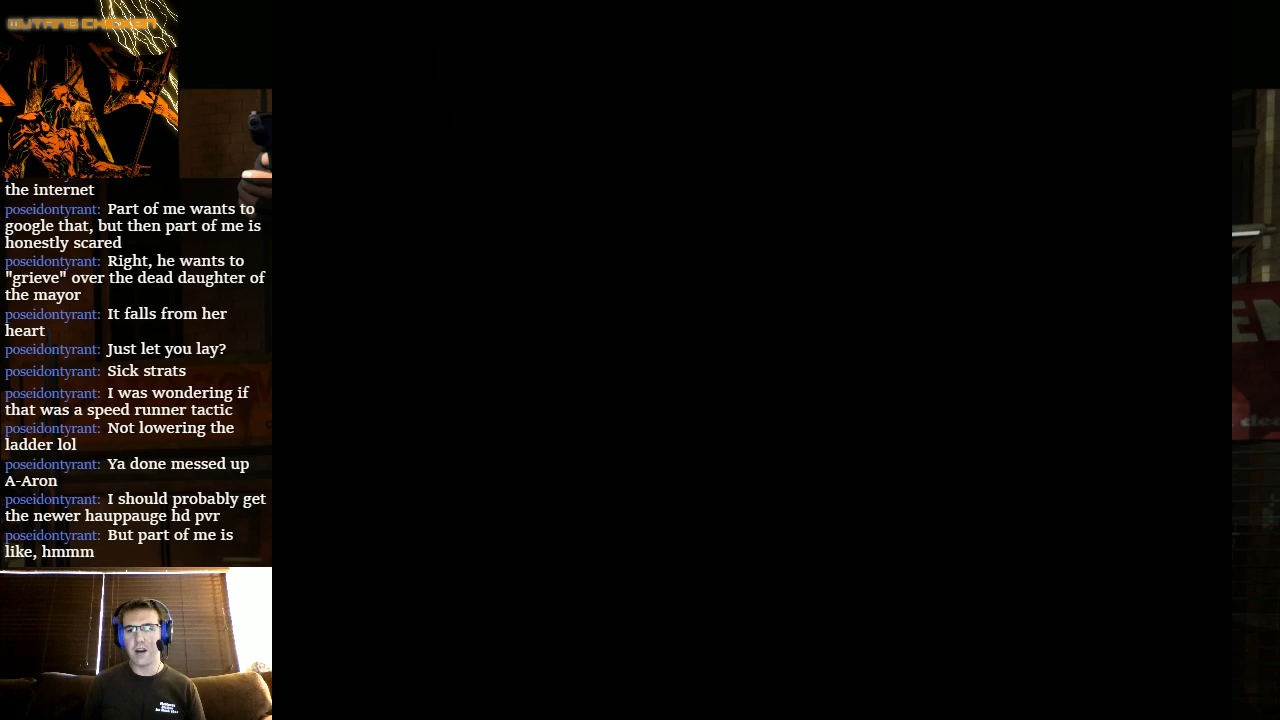 WUTANG CHICKEN
the internet
poseidontyrant: Part of me wants to
google that, but then part of me is
honestly scared
poseidontyrant: Right, he wants to
"grieve" over the dead daughter of
the mayor
poseidontyrant: It falls from her
heart
poseidontyrant: Just let you lay?
poseidontyrant: Sick strats
poseidontyrant: I was wondering if
that was a speed runner tactic
poseidontyrant: Not lowering the
ladder lol
poseidontyrant: Ya done messed up
A-Aron
poseidontyrant: I should probably get
the newer hauppauge hd pvr
poseidontyrant: But part of me is
like, hmmm